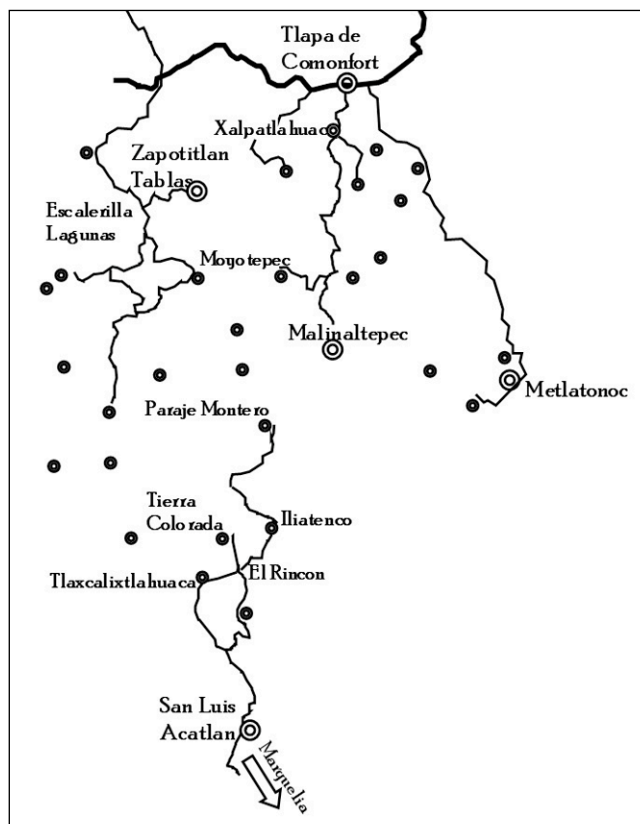 Tlapa de
Comonfort
Xalpatlahuac
Zapotitlan
Tablas
Escalerilla
Lagunas
Moyotepec
Malinaltepec
Metlatonoc
Paraje Montero
Tierra
Colorada
Iliatenco
Tlaxcalixtlahuaca
El Rincon
San Luis
Acatlan
Marquelia